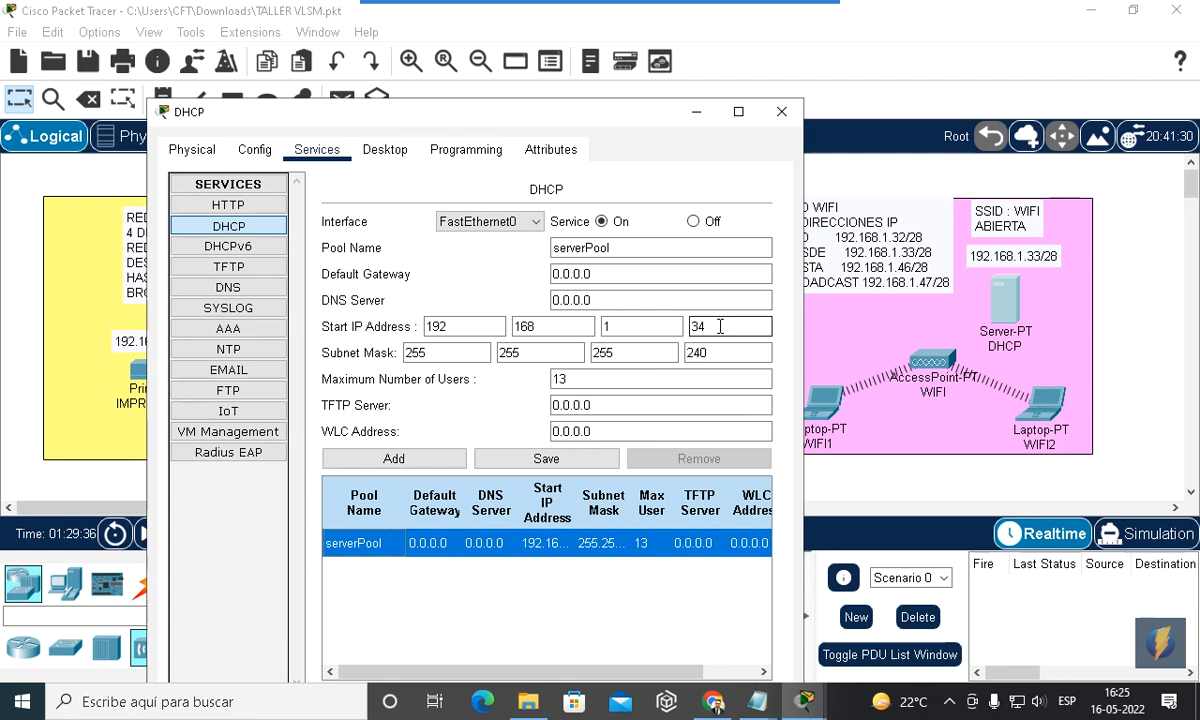 Cisco Packet Tracer - C:\Users\CFT\Downloads\TALLER VLSM.pkt
File Edit Options View Tools Extensions Window Help
?
DHCP
Logical
Phy
Root
20:41:30
Physical Config Services Desktop Programming Attributes
SERVICES
HTTP
DHCP
DHCPv6
TFTP
DNS
SYSLOG
AAA
NTP
EMAIL
FTP
IoT
VM Management
Radius EAP
DHCP
Interface FastEthernet0 Service On Off
Pool Name serverPool
Default Gateway 0.0.0.0
DNS Server 0.0.0.0
Start IP Address : 192 168 1 34
Subnet Mask: 255 255 255 240
Maximum Number of Users : 13
TFTP Server: 0.0.0.0
WLC Address: 0.0.0.0
Add Save Remove
Pool Name Default Gateway DNS Server Start IP Address Subnet Mask Max User TFTP Server WLC Addres
serverPool 0.0.0.0 0.0.0.0 192.16... 255.25... 13 0.0.0.0 0.0.0.0
RED
4 D
RED
DES
HAS
BRO
192.1
Prin
IMPR
D WIFI
DIRECCIONES IP
D 192.168.1.32/28
SDE 192.168.1.33/28
STA 192.168.1.46/28
OADCAST 192.168.1.47/28
SSID : WIFI
ABIERTA
192.168.1.33/28
Server-PT
DHCP
AccessPoint-PT
WIFI
ptop-PT
WIFI1
Laptop-PT
WIFI2
Time: 01:29:36
Realtime
Simulation
Scenario 0
New Delete
Toggle PDU List Window
Fire Last Status Source Destination
Escribe aquí para buscar
22°C
ESP
16:25
16-05-2022